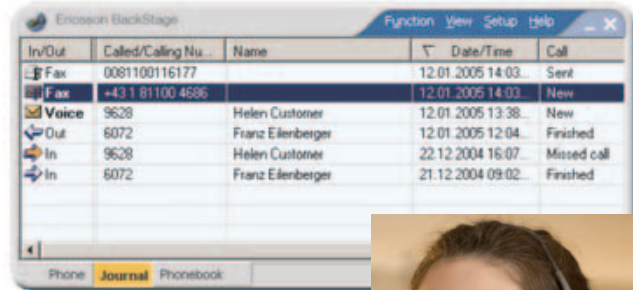 Ericsson BackStage Function View Setup Help
In/Out Called/Calling Nu... Name Date/Time Call
Fax 0081100116177 12.01.2005 14:03... Sent
Fax +43 1 81100 4686 12.01.2005 14:03... New
Voice 9628 Helen Customer 12.01.2005 13:38... New
Out 6072 Franz Eilenberger 12.01.2005 12:04... Finished
In 9628 Helen Customer 22.12.2004 16:07... Missed call
In 6072 Franz Eilenberger 21.12.2004 09:02... Finished
Phone Journal Phonebook